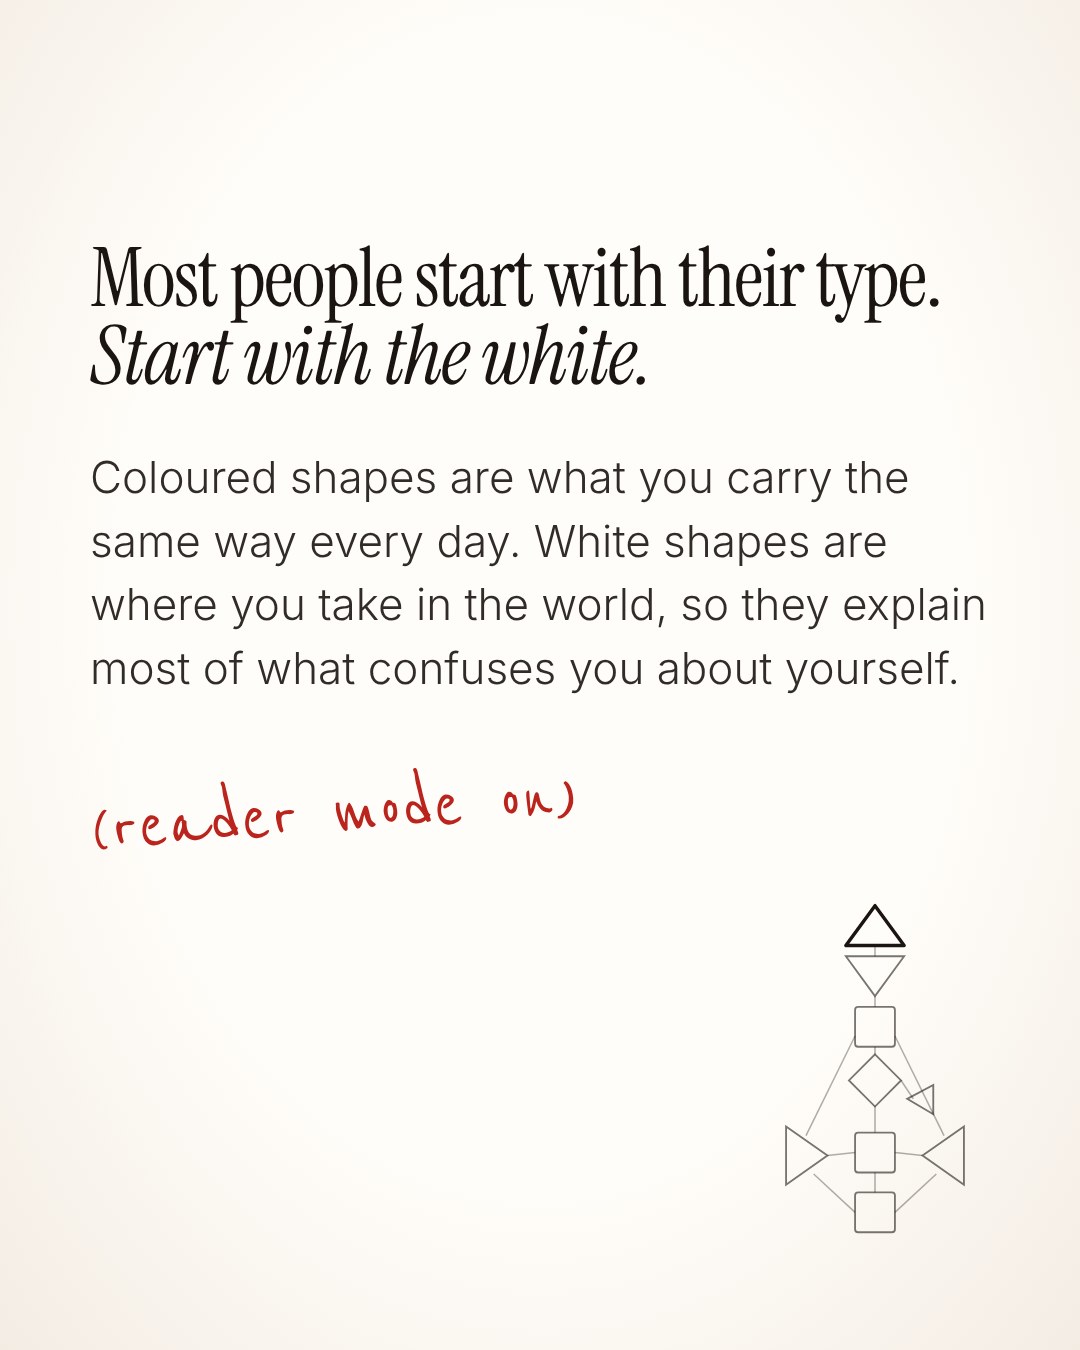 Most people start with their type.
Start with the white.
Coloured shapes are what you carry the
same way every day. White shapes are
where you take in the world, so they explain
most of what confuses you about yourself.
(reader mode on)